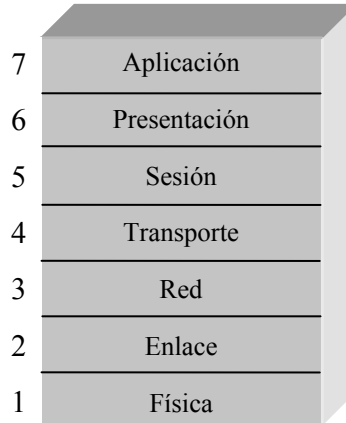 7 Aplicación
6 Presentación
5 Sesión
4 Transporte
3 Red
2 Enlace
1 Física